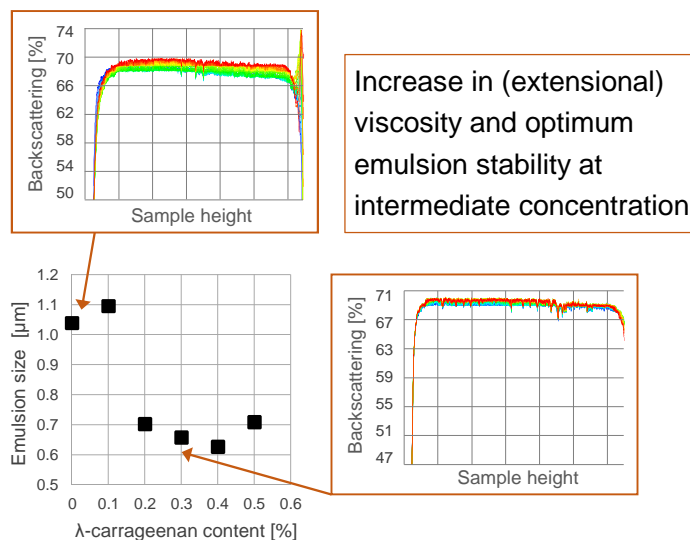 74
70
66
62
58
54
50
Backscattering [%]
Sample height
Increase in (extensional)
viscosity and optimum
emulsion stability at
intermediate concentration
1.2
1.1
1.0
0.9
0.8
0.7
0.6
0.5
Emulsion size [µm]
0
0.1
0.2
0.3
0.4
0.5
0.6
λ-carrageenan content [%]
71
67
63
59
55
51
47
Backscattering [%]
Sample height